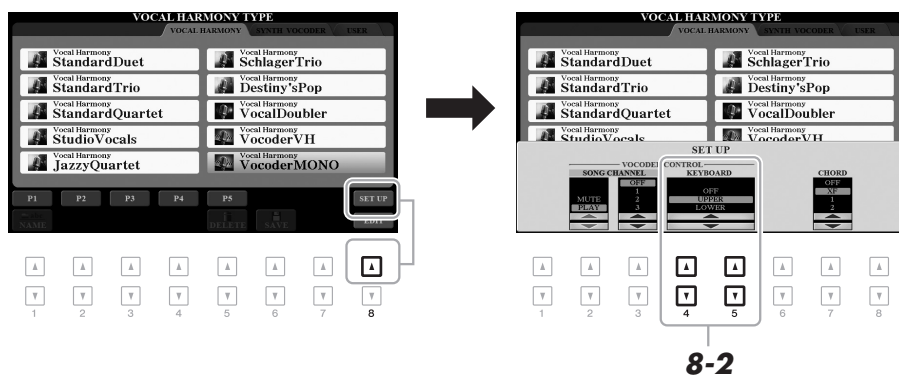 VOCAL HARMONY TYPE
VOCAL HARMONY SYNTH VOCODER USER
Vocal Harmony
StandardDuet
Vocal Harmony
SchlagerTrio
Vocal Harmony
StandardTrio
Vocal Harmony
Destiny'sPop
Vocal Harmony
StandardQuartet
Vocal Harmony
VocalDoubler
Vocal Harmony
StudioVocals
Vocal Harmony
VocoderVH
Vocal Harmony
JazzyQuartet
Vocal Harmony
VocoderMONO
P1 P2 P3 P4 P5 SET UP
NAME DELETE SAVE EDIT
1 2 3 4 5 6 7 8
VOCAL HARMONY TYPE
VOCAL HARMONY SYNTH VOCODER USER
Vocal Harmony
StandardDuet
Vocal Harmony
SchlagerTrio
Vocal Harmony
StandardTrio
Vocal Harmony
Destiny'sPop
Vocal Harmony
StandardQuartet
Vocal Harmony
VocalDoubler
Vocal Harmony
StudioVocals
Vocal Harmony
VocoderVH
SET UP
VOCODER CONTROL
SONG CHANNEL KEYBOARD CHORD
MUTE
PLAY
OFF
1
2
3
OFF
UPPER
LOWER
OFF
XF
1
2
1 2 3 4 5 6 7 8
8-2